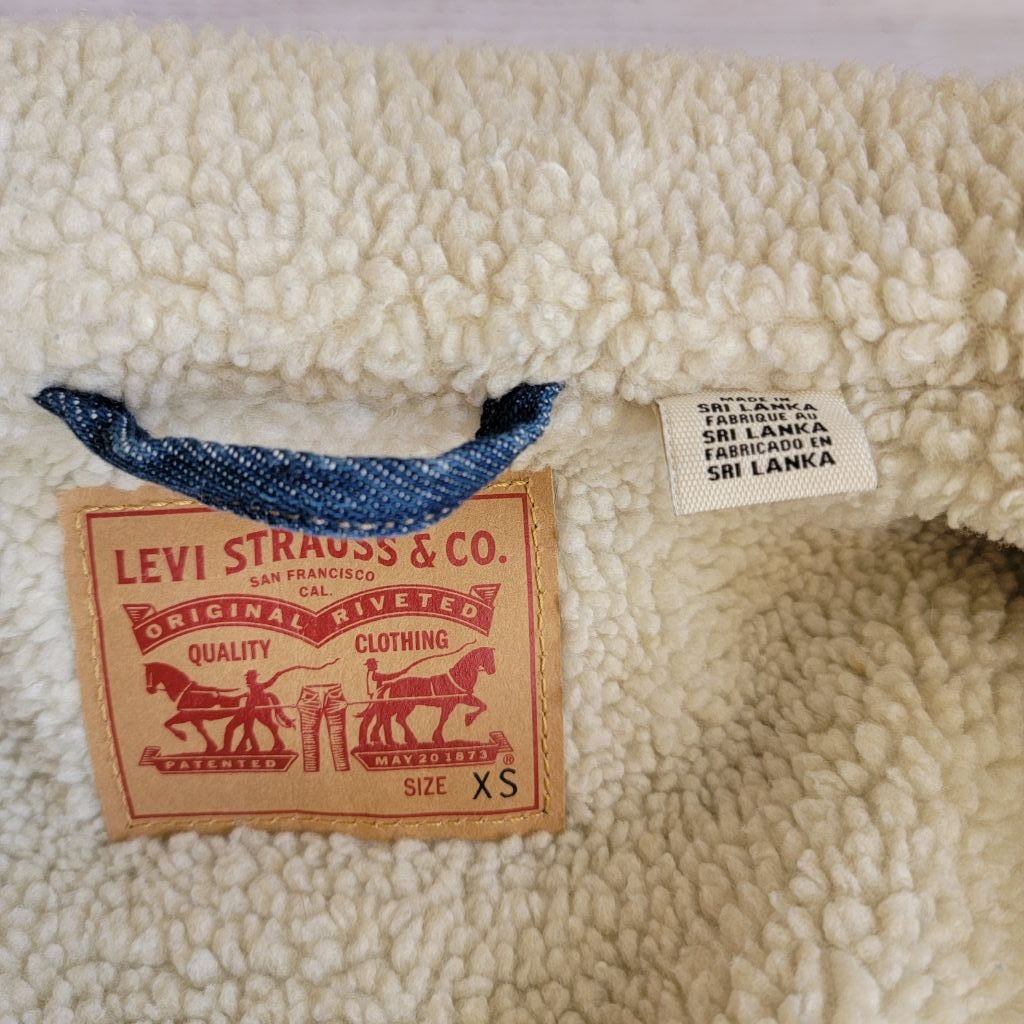 LEVI STRAUSS & CO.
SAN FRANCISCO
CAL.
ORIGINAL RIVETED
QUALITY CLOTHING
PATENTED MAY 20 1873 ®
SIZE XS
MADE IN
SRI LANKA
FABRIQUE AU
SRI LANKA
FABRICADO EN
SRI LANKA